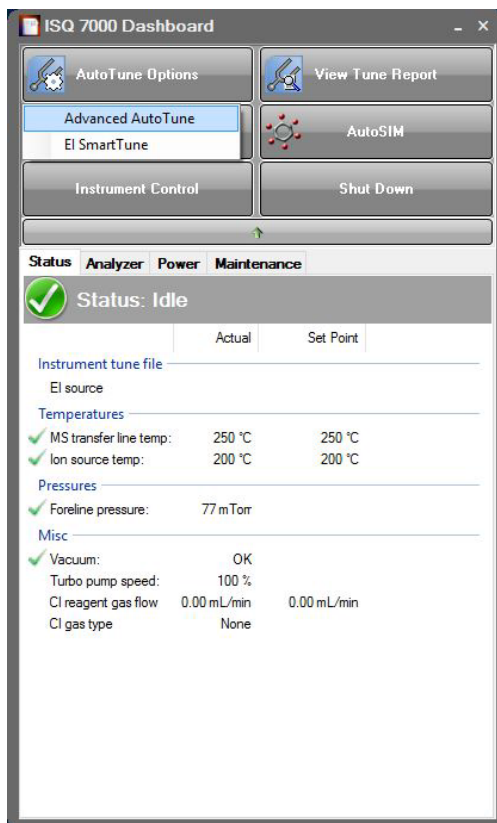 ISQ 7000 Dashboard
AutoTune Options
View Tune Report
Advanced AutoTune
EI SmartTune
AutoSIM
Instrument Control
Shut Down
Status Analyzer Power Maintenance
Status: Idle
Actual Set Point
Instrument tune file
EI source
Temperatures
MS transfer line temp: 250 °C 250 °C
Ion source temp: 200 °C 200 °C
Pressures
Foreline pressure: 77 mTorr
Misc
Vacuum: OK
Turbo pump speed: 100 %
CI reagent gas flow 0.00 mL/min 0.00 mL/min
CI gas type None